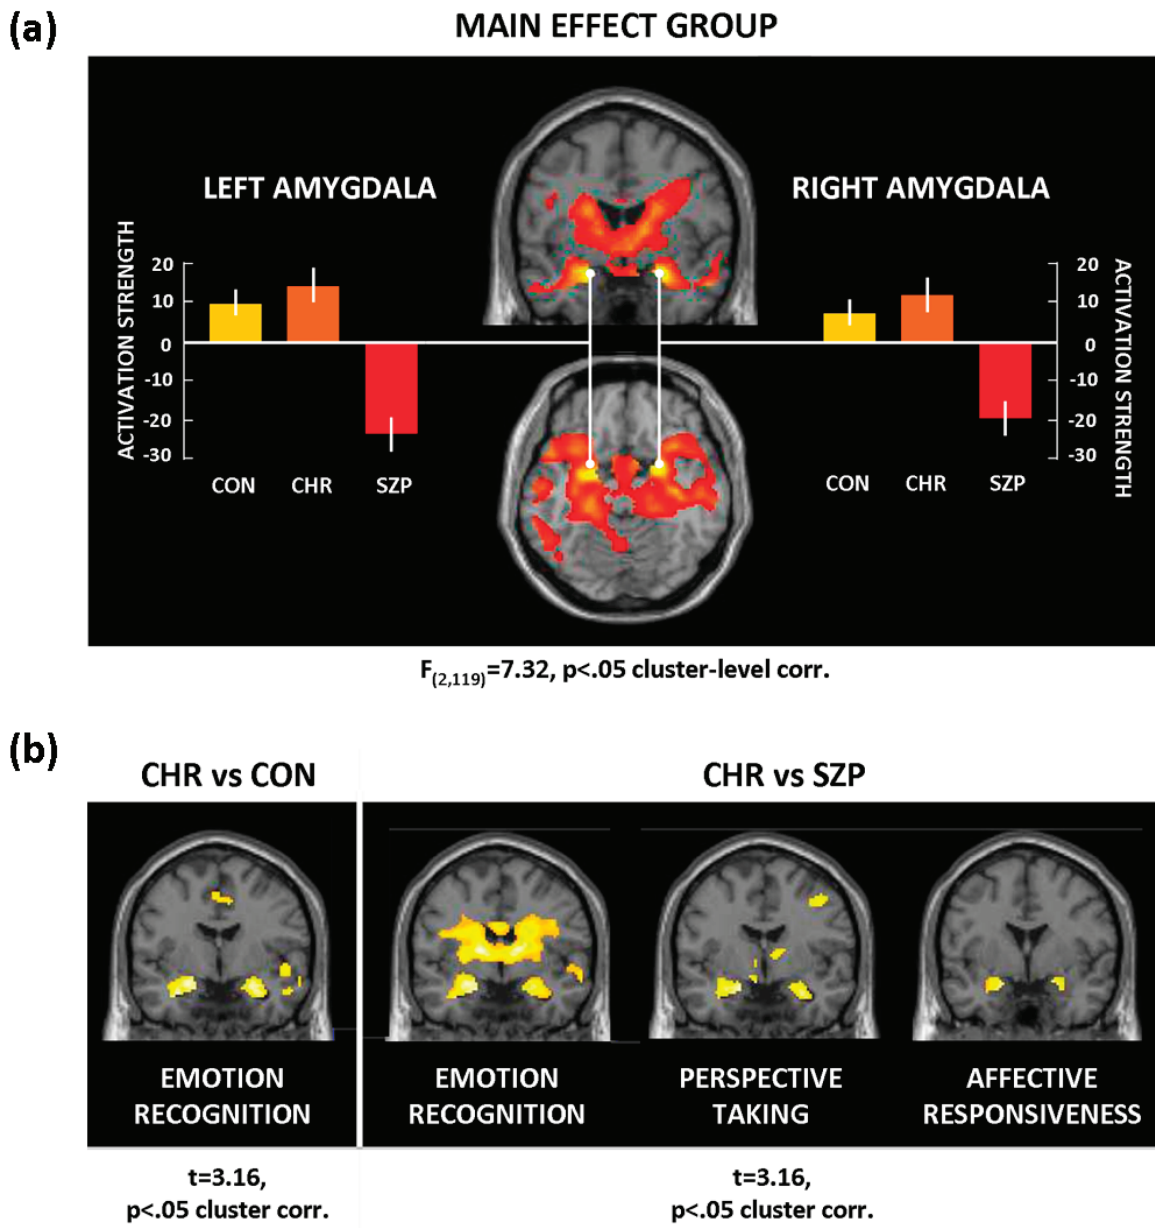 (a)
MAIN EFFECT GROUP
LEFT AMYGDALA
RIGHT AMYGDALA
ACTIVATION STRENGTH
20
10
0
-10
-20
-30
CON CHR SZP
20
10
0
-10
-20
-30
ACTIVATION STRENGTH
CON CHR SZP
F(2,119)=7.32, p<.05 cluster-level corr.
(b)
CHR vs CON
CHR vs SZP
EMOTION
RECOGNITION
EMOTION
RECOGNITION
PERSPECTIVE
TAKING
AFFECTIVE
RESPONSIVENESS
t=3.16,
p<.05 cluster corr.
t=3.16,
p<.05 cluster corr.